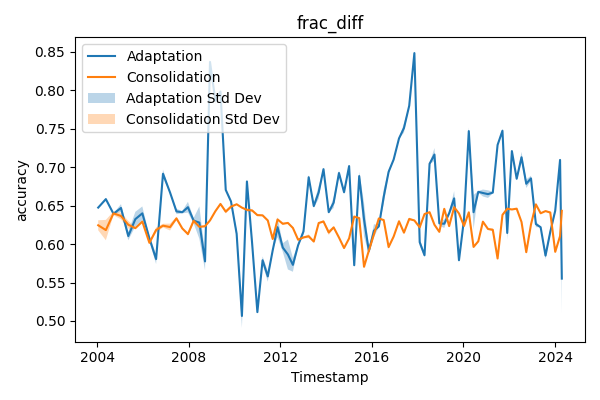 frac_diff
Adaptation
Consolidation
Adaptation Std Dev
Consolidation Std Dev
accuracy
0.85
0.80
0.75
0.70
0.65
0.60
0.55
0.50
2004 2008 2012 2016 2020 2024
Timestamp